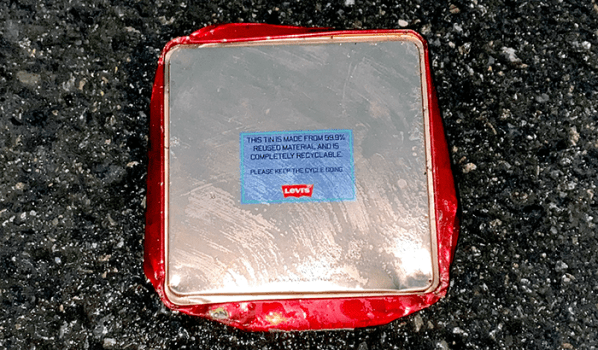 THIS TIN IS MADE FROM 99.9%
REUSED MATERIAL AND IS
COMPLETELY RECYCLABLE.
PLEASE KEEP THE CYCLE GOING
LEVI'S